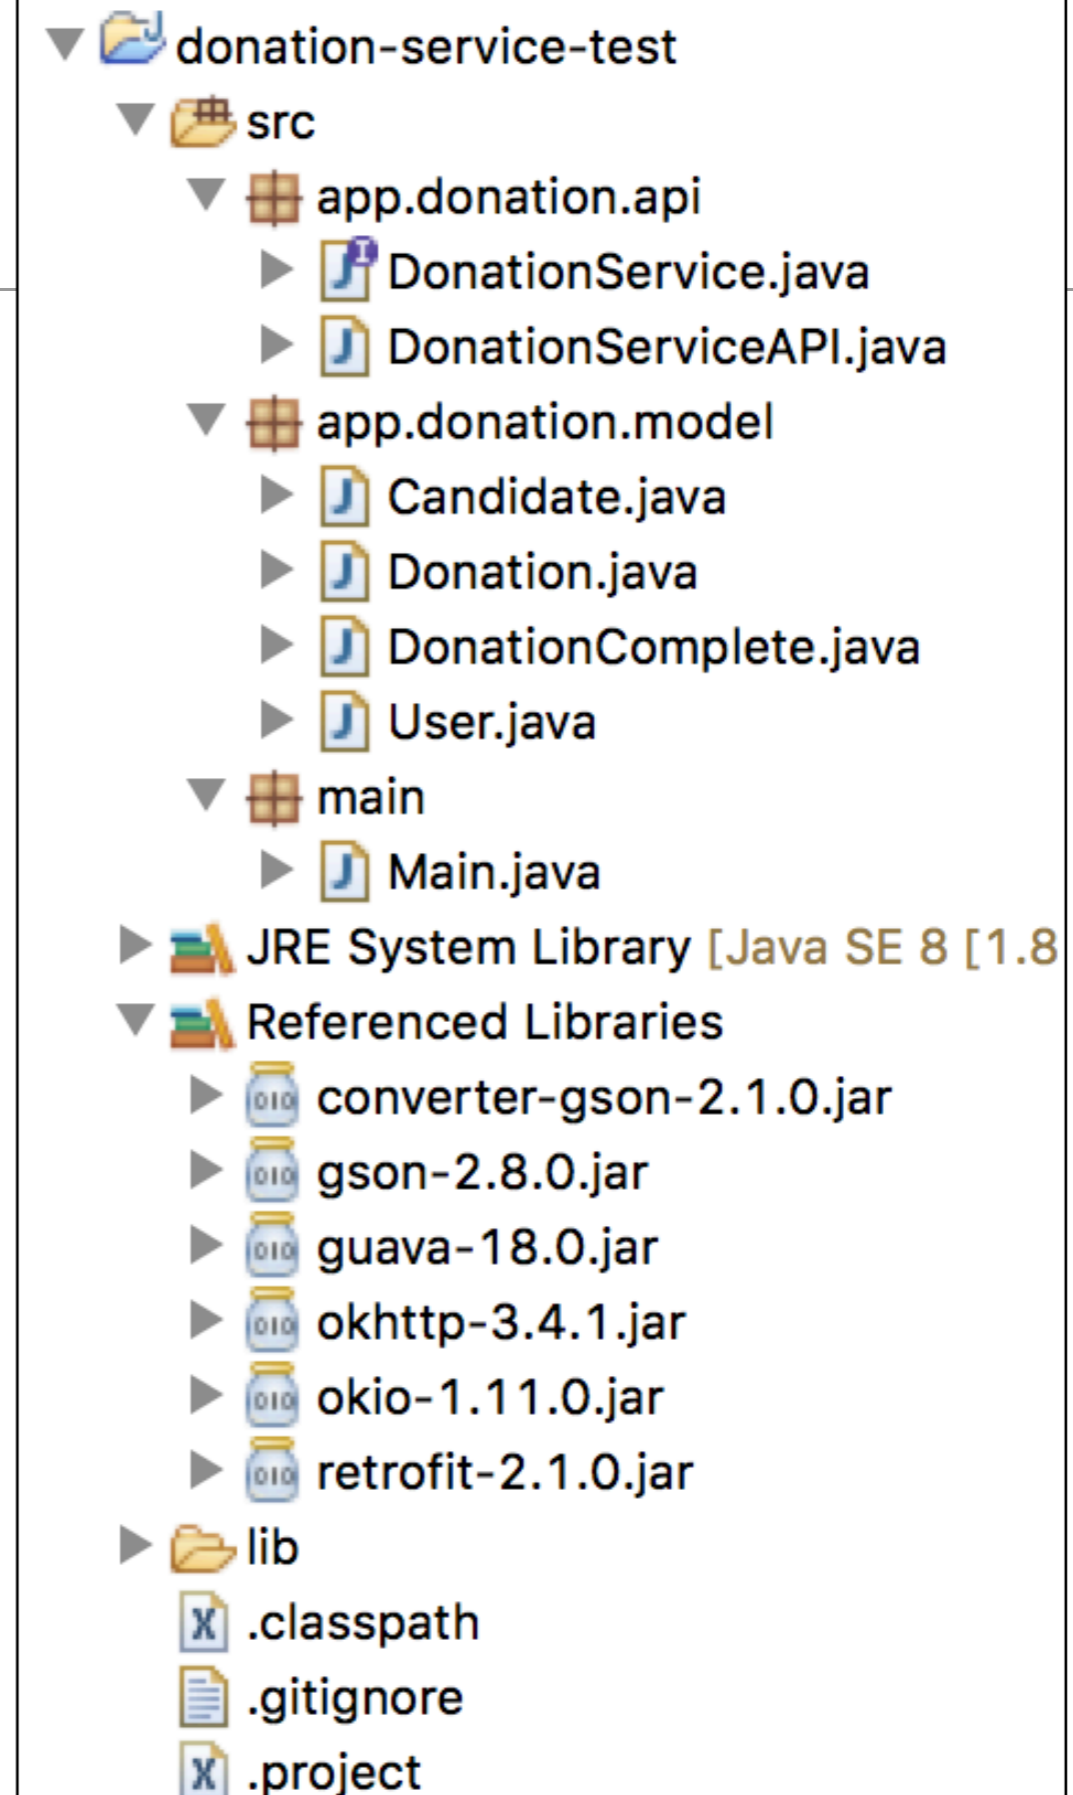 donation-service-test
src
app.donation.api
DonationService.java
DonationServiceAPI.java
app.donation.model
Candidate.java
Donation.java
DonationComplete.java
User.java
main
Main.java
JRE System Library [Java SE 8 [1.8
Referenced Libraries
converter-gson-2.1.0.jar
gson-2.8.0.jar
guava-18.0.jar
okhttp-3.4.1.jar
okio-1.11.0.jar
retrofit-2.1.0.jar
lib
.classpath
.gitignore
.project